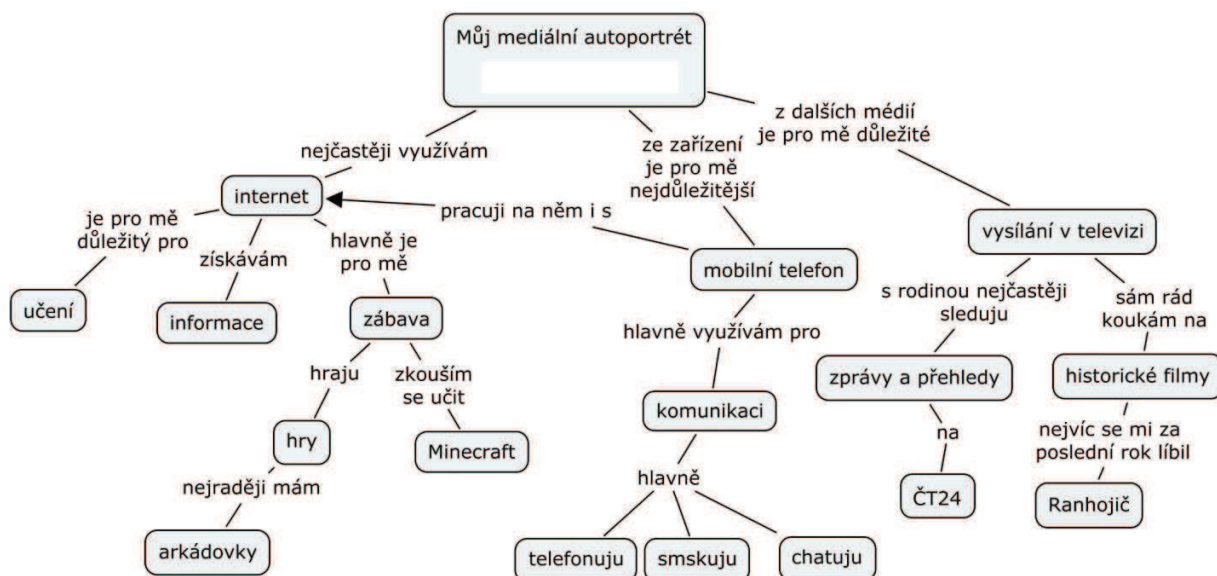 Můj mediální autoportrét
nejčastěji využívám
ze zařízení
je pro mě
nejdůležitější
z dalších médií
je pro mě důležité
internet
pracuji na něm i s
mobilní telefon
vysílání v televizi
je pro mě
důležitý pro
získávám
hlavně je
pro mě
učení
informace
zábava
hraju
zkouším
se učit
hry
Minecraft
nejraději mám
arkádovky
hlavně využívám pro
komunikaci
hlavně
telefonuju
smskuju
chatuju
s rodinou nejčastěji
sleduju
sám rád
koukám na
zprávy a přehledy
historické filmy
na
nejvíc se mi za
poslední rok líbil
ČT24
Ranhojič